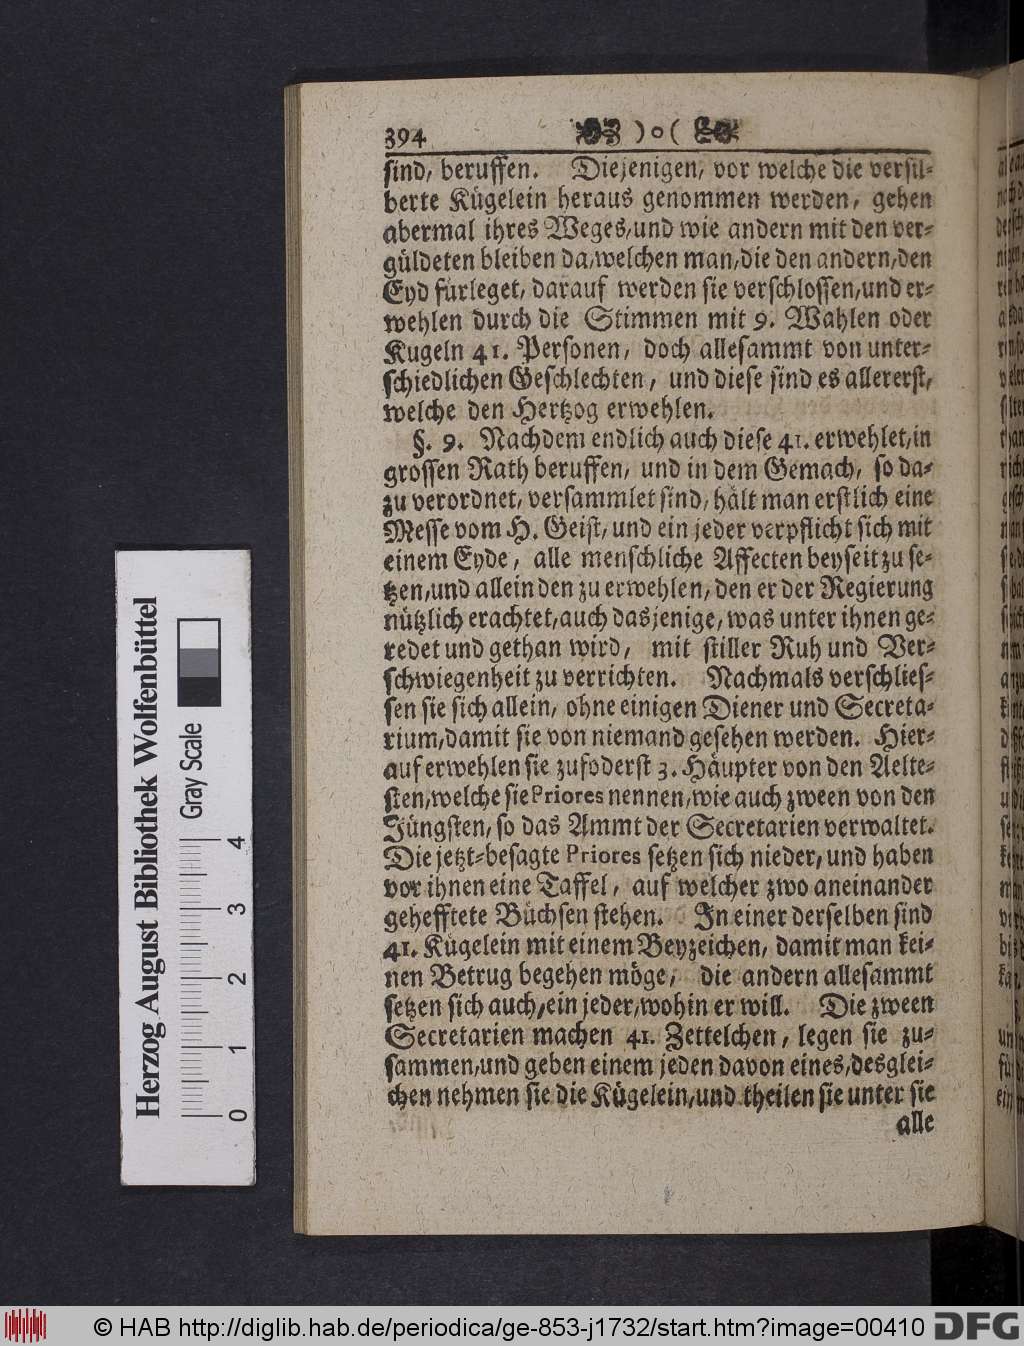 394 ) o (
sind, beruffen. Diejenigen, vor welche die versil-
berte Kügelein heraus genommen werden, gehen
abermal ihres Weges, und wie andern mit den ver-
güldeten bleiben da, welchen man, die den andern, den
Eyd fürleget, darauf werden sie verschlossen, und er-
wehlen durch die Stimmen mit 9. Wahlen oder
Kugeln 41. Personen, doch allesammt von unter-
schiedlichen Geschlechten, und diese sind es allererst,
welche den Hertzog erwehlen.
§. 9. Nachdem endlich auch diese 41. erwehlet, in
grossen Rath beruffen, und in dem Gemach, so da-
zu verordnet, versammlet sind, hält man erstlich eine
Messe vom H. Geist, und ein jeder verpflicht sich mit
einem Eyde, alle menschliche Affecten beyseit zu se-
tzen, und allein den zu erwehlen, den er der Regierung
nützlich erachtet, auch dasjenige, was unter ihnen ge-
redet und gethan wird, mit stiller Ruh und Ver-
schwiegenheit zu verrichten. Nachmals verschlies-
sen sie sich allein, ohne einigen Diener und Secreta-
rium, damit sie von niemand gesehen werden. Hier-
auf erwehlen sie zufoderst 3. Häupter von den Aelte-
sten, welche sie Priores nennen, wie auch zween von den
Jüngsten, so das Ammt der Secretarien verwaltet.
Die jetzt-besagte Priores setzen sich nieder, und haben
vor ihnen eine Taffel, auf welcher zwo aneinander
gehefftete Büchsen stehen. In einer derselben sind
41. Kügelein mit einem Beyzeichen, damit man kei-
nen Betrug begehen möge, die andern allesammt
setzen sich auch, ein jeder, wohin er will. Die zween
Secretarien machen 41. Zettelchen, legen sie zu-
sammen, und geben einem jeden davon eines, desglei-
chen nehmen sie die Kügelein, und theilen sie unter sie
alle
Herzog August Bibliothek Wolfenbüttel
Gray Scale
0 1 2 3 4
© HAB http://diglib.hab.de/periodica/ge-853-j1732/start.htm?image=00410 DFG